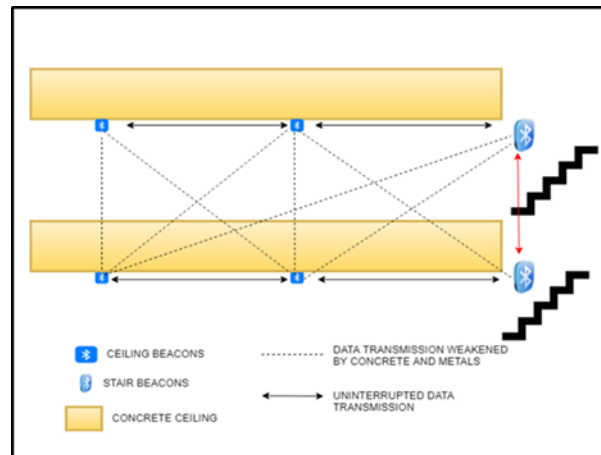 CEILING BEACONS
DATA TRANSMISSION WEAKENED
BY CONCRETE AND METALS
STAIR BEACONS
UNINTERRUPTED DATA
TRANSMISSION
CONCRETE CEILING